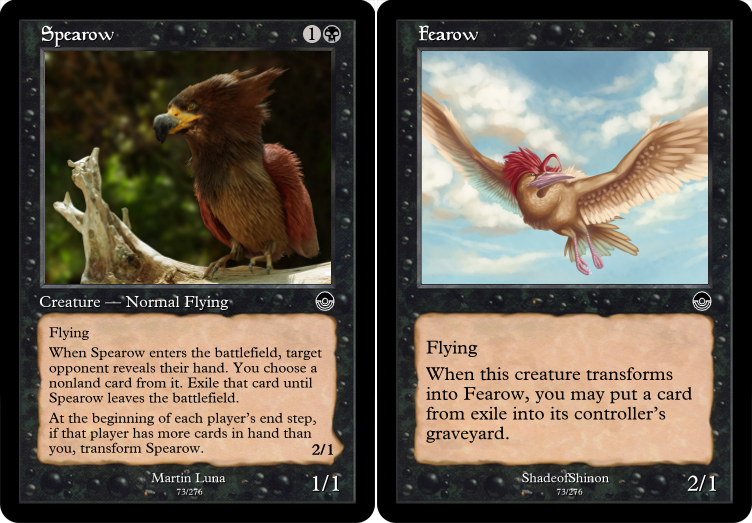 Spearow
1
Creature — Normal Flying
Flying
When Spearow enters the battlefield, target
opponent reveals their hand. You choose a
nonland card from it. Exile that card until
Spearow leaves the battlefield.
At the beginning of each player's end step,
if that player has more cards in hand than
you, transform Spearow.
2/1
Martin Luna
73/276
1/1
Fearow
Flying
When this creature transforms
into Fearow, you may put a card
from exile into its controller's
graveyard.
ShadeofShinon
73/276
2/1